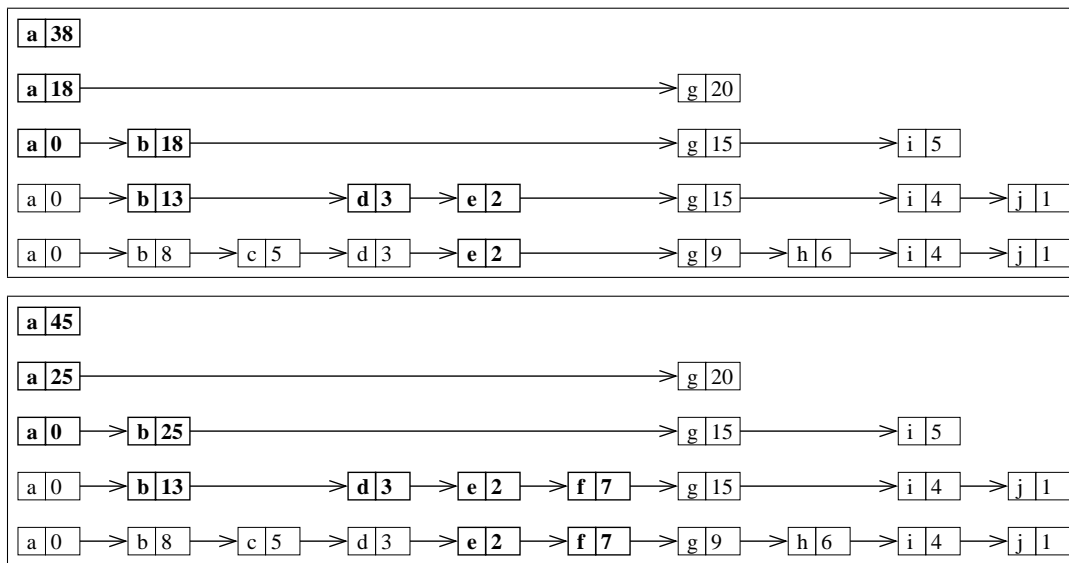 a 38
a 18 g 20
a 0 b 18 g 15 i 5
a 0 b 13 d 3 e 2 g 15 i 4 j 1
a 0 b 8 c 5 d 3 e 2 g 9 h 6 i 4 j 1
a 45
a 25 g 20
a 0 b 25 g 15 i 5
a 0 b 13 d 3 e 2 f 7 g 15 i 4 j 1
a 0 b 8 c 5 d 3 e 2 f 7 g 9 h 6 i 4 j 1